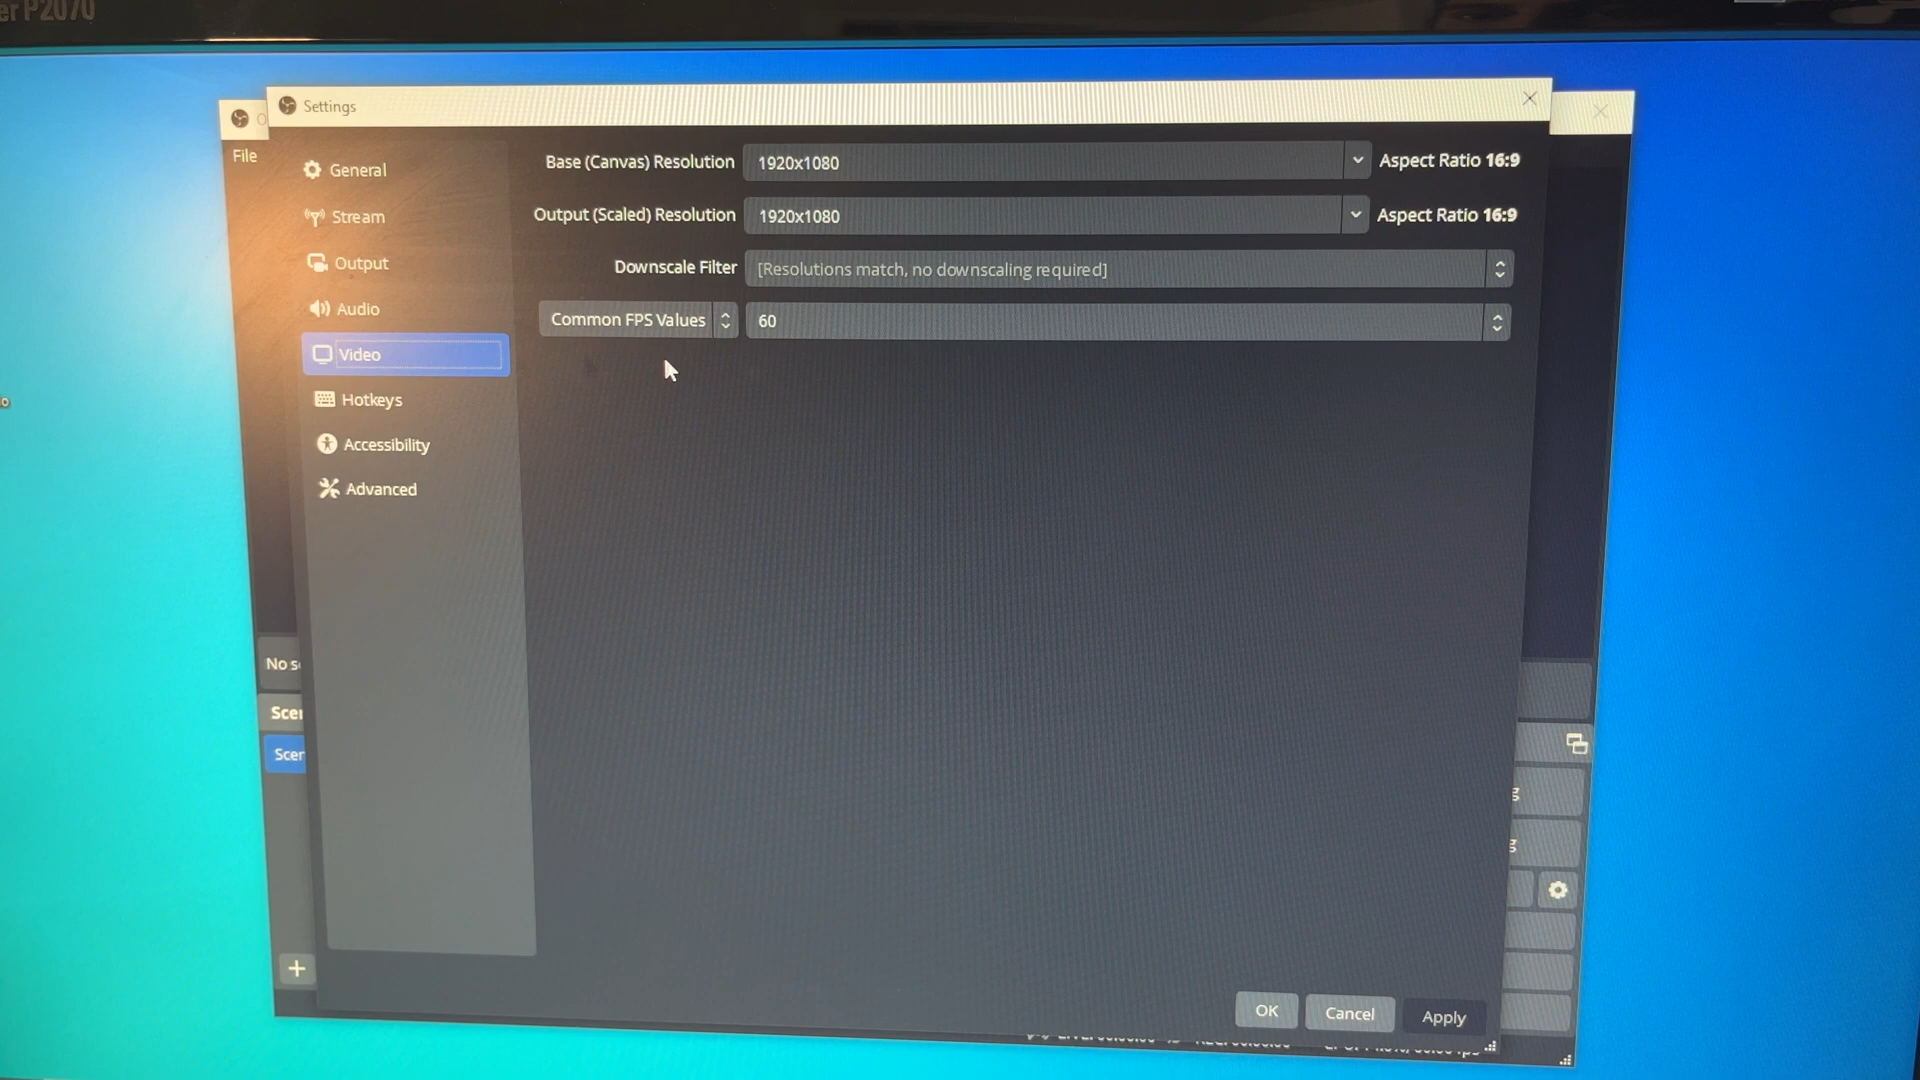 P2070
Settings
File
General
Stream
Output
Audio
Video
Hotkeys
Accessibility
Advanced
Base (Canvas) Resolution 1920x1080 Aspect Ratio 16:9
Output (Scaled) Resolution 1920x1080 Aspect Ratio 16:9
Downscale Filter [Resolutions match, no downscaling required]
Common FPS Values 60
No
OK
Cancel
Apply